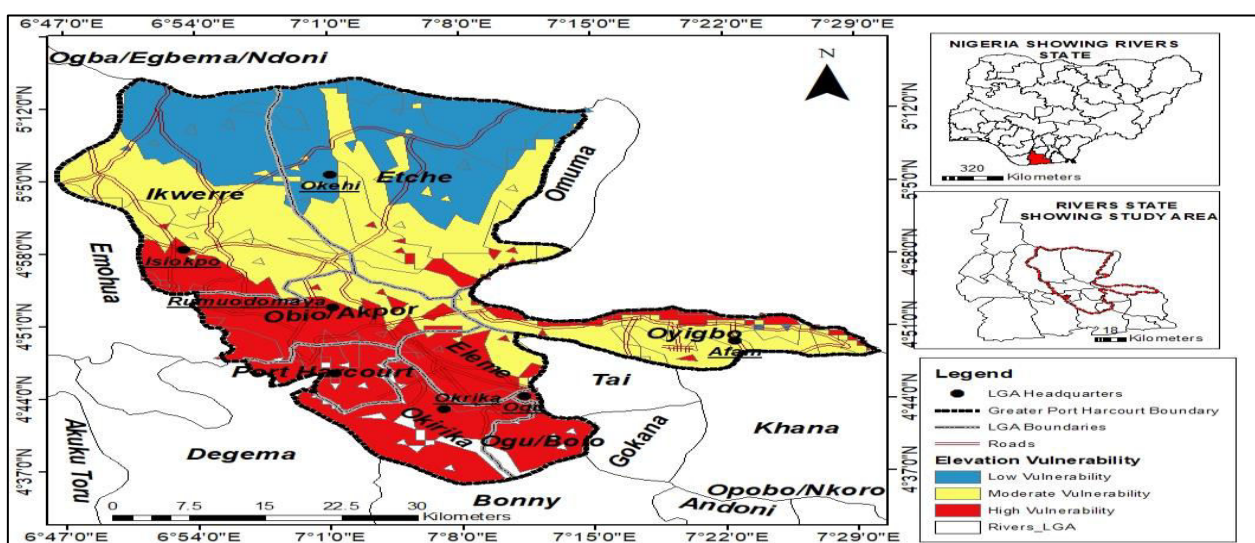 6°47'0"E 6°54'0"E 7°1'0"E 7°8'0"E 7°15'0"E 7°22'0"E 7°29'0"E
Ogba/Egbema/Ndoni
N
5°12'0"N
5°12'0"N
5°5'0"N
5°5'0"N
4°58'0"N
4°58'0"N
4°51'0"N
4°51'0"N
4°44'0"N
4°44'0"N
4°37'0"N
4°37'0"N
Ikwerre
Okehi
Etche
Omuma
Emohua
Isiokpo
Rumuodomaya
Obio/Akpor
Oyigbo
Afam
Eleme
Port Harcourt
Tai
Okrika
Ogu
Okirika
Ogu/Bolo
Gokana
Khana
Akuku Toru
Degema
Bonny
Opobo/Nkoro
Andoni
0 7.5 15 22.5 30
Kilometers
6°47'0"E 6°54'0"E 7°1'0"E 7°8'0"E 7°15'0"E 7°22'0"E 7°29'0"E
NIGERIA SHOWING RIVERS
STATE
320
Kilometers
RIVERS STATE
SHOWING STUDY AREA
18
Kilometers
Legend
LGA Headquarters
Greater Port Harcourt Boundary
LGA Boundaries
Roads
Elevation Vulnerability
Low Vulnerability
Moderate Vulnerability
High Vulnerability
Rivers_LGA